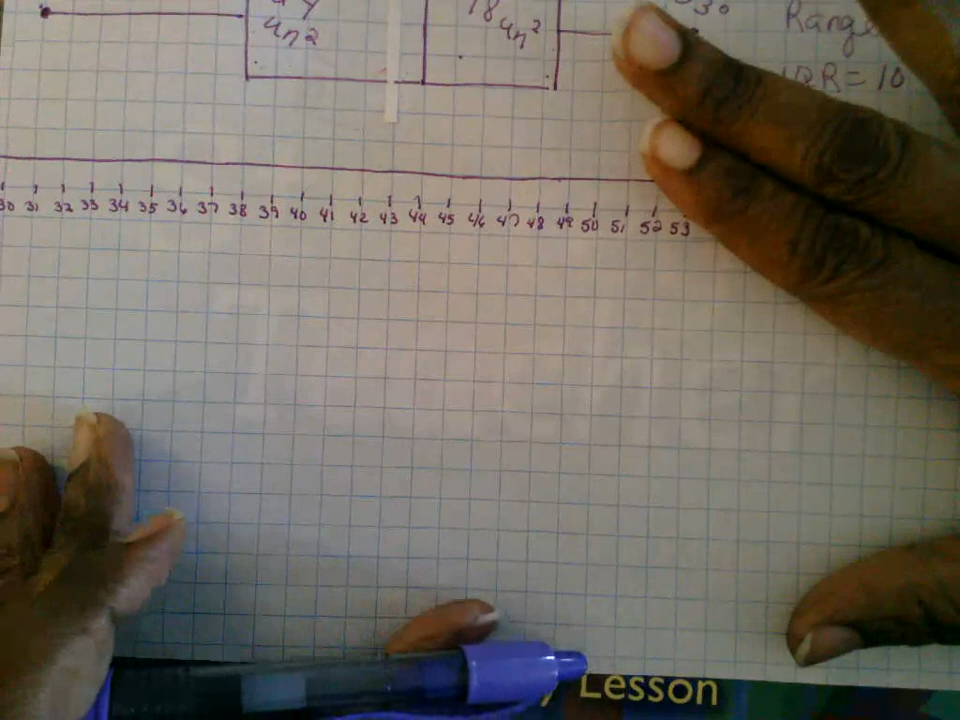 18
Range
4n2
4n²
IQR = 10
30 31 32 33 34 35 36 37 38 39 40 41 42 43 44 45 46 47 48 49 50 51 52 53
Lesson